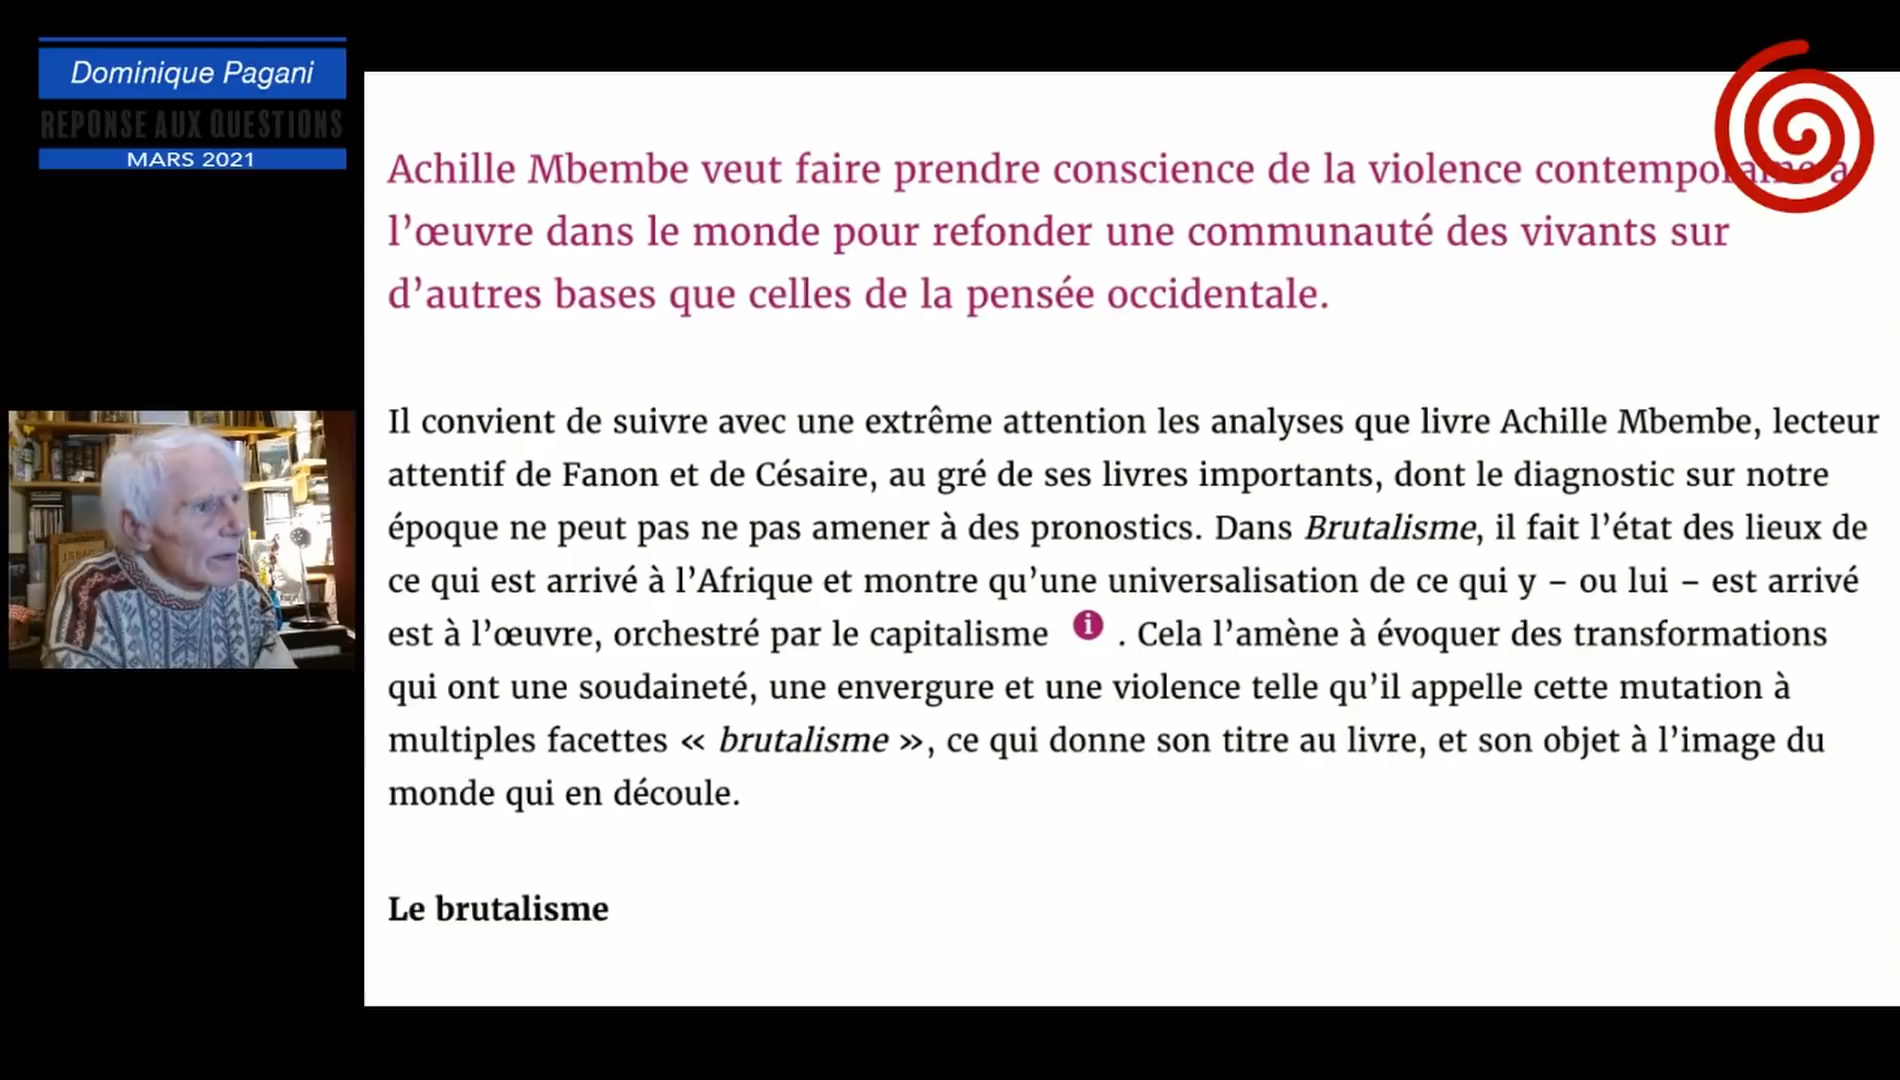 Dominique Pagani
REPONSE AUX QUESTIONS
MARS 2021
Achille Mbembe veut faire prendre conscience de la violence contemporaine à
l’œuvre dans le monde pour refonder une communauté des vivants sur
d’autres bases que celles de la pensée occidentale.
Il convient de suivre avec une extrême attention les analyses que livre Achille Mbembe, lecteur
attentif de Fanon et de Césaire, au gré de ses livres importants, dont le diagnostic sur notre
époque ne peut pas ne pas amener à des pronostics. Dans Brutalisme, il fait l’état des lieux de
ce qui est arrivé à l’Afrique et montre qu’une universalisation de ce qui y – ou lui – est arrivé
est à l’œuvre, orchestré par le capitalisme i . Cela l’amène à évoquer des transformations
qui ont une soudaineté, une envergure et une violence telle qu’il appelle cette mutation à
multiples facettes « brutalisme », ce qui donne son titre au livre, et son objet à l’image du
monde qui en découle.
Le brutalisme